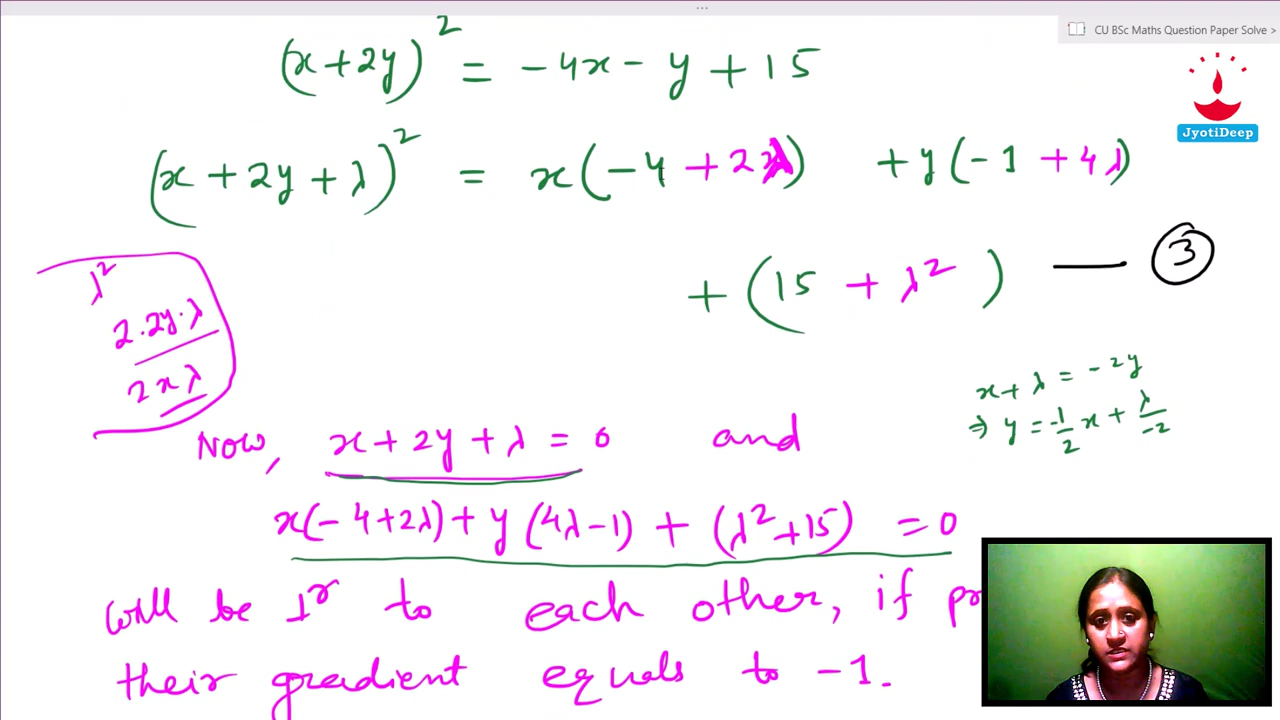 CU BSc Maths Question Paper Solve >
(x+2y)² = -4x - y + 15
JyotiDeep
(x + 2y + λ)² = x(-4 + 2λ) + y(-1 + 4λ)
+ (15 + λ²) — ③
λ²
2·2y·λ
2xλ
x + λ = -2y
⇒ y = -1/2 x + λ/-2
Now, x + 2y + λ = 0 and
x(-4+2λ) + y(4λ-1) + (λ²+15) = 0
will be ⊥r to each other, if pr
their gradient equals to -1.